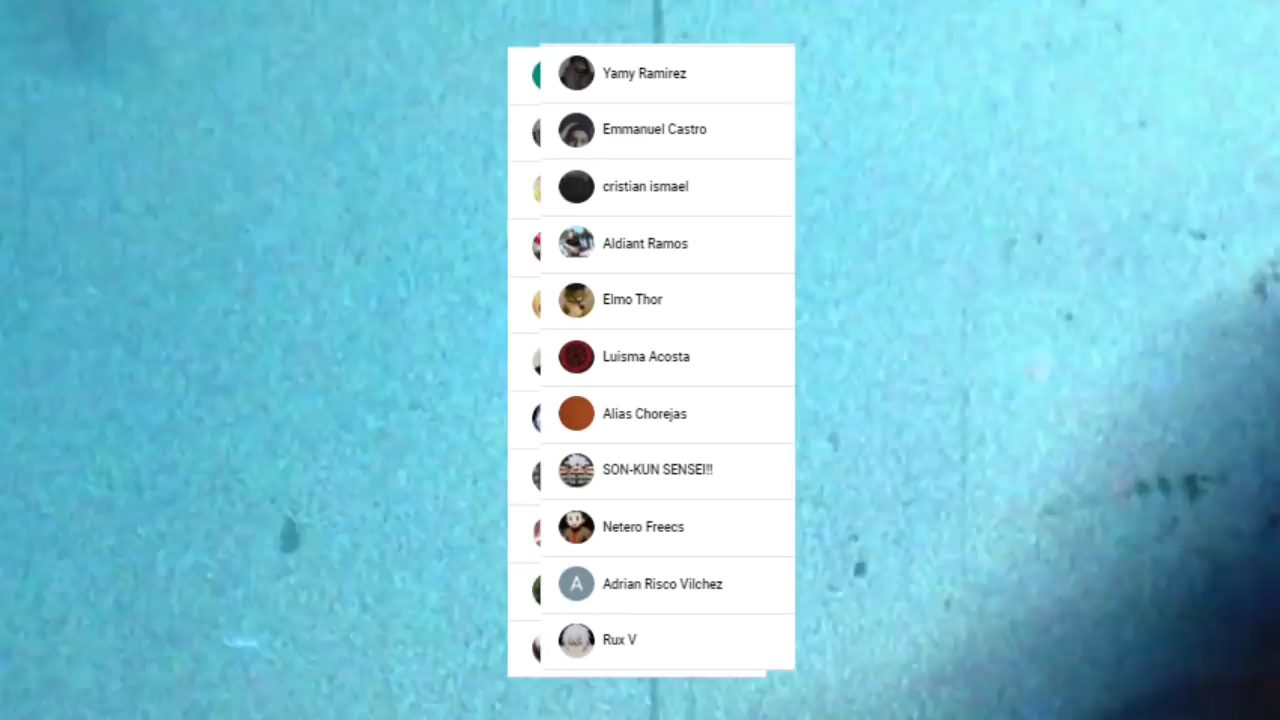 Yamy Ramirez
Emmanuel Castro
cristian ismael
Aldiant Ramos
Elmo Thor
Luisma Acosta
Alias Chorejas
SON-KUN SENSEI!!
Netero Freecs
A
Adrian Risco Vilchez
Rux V